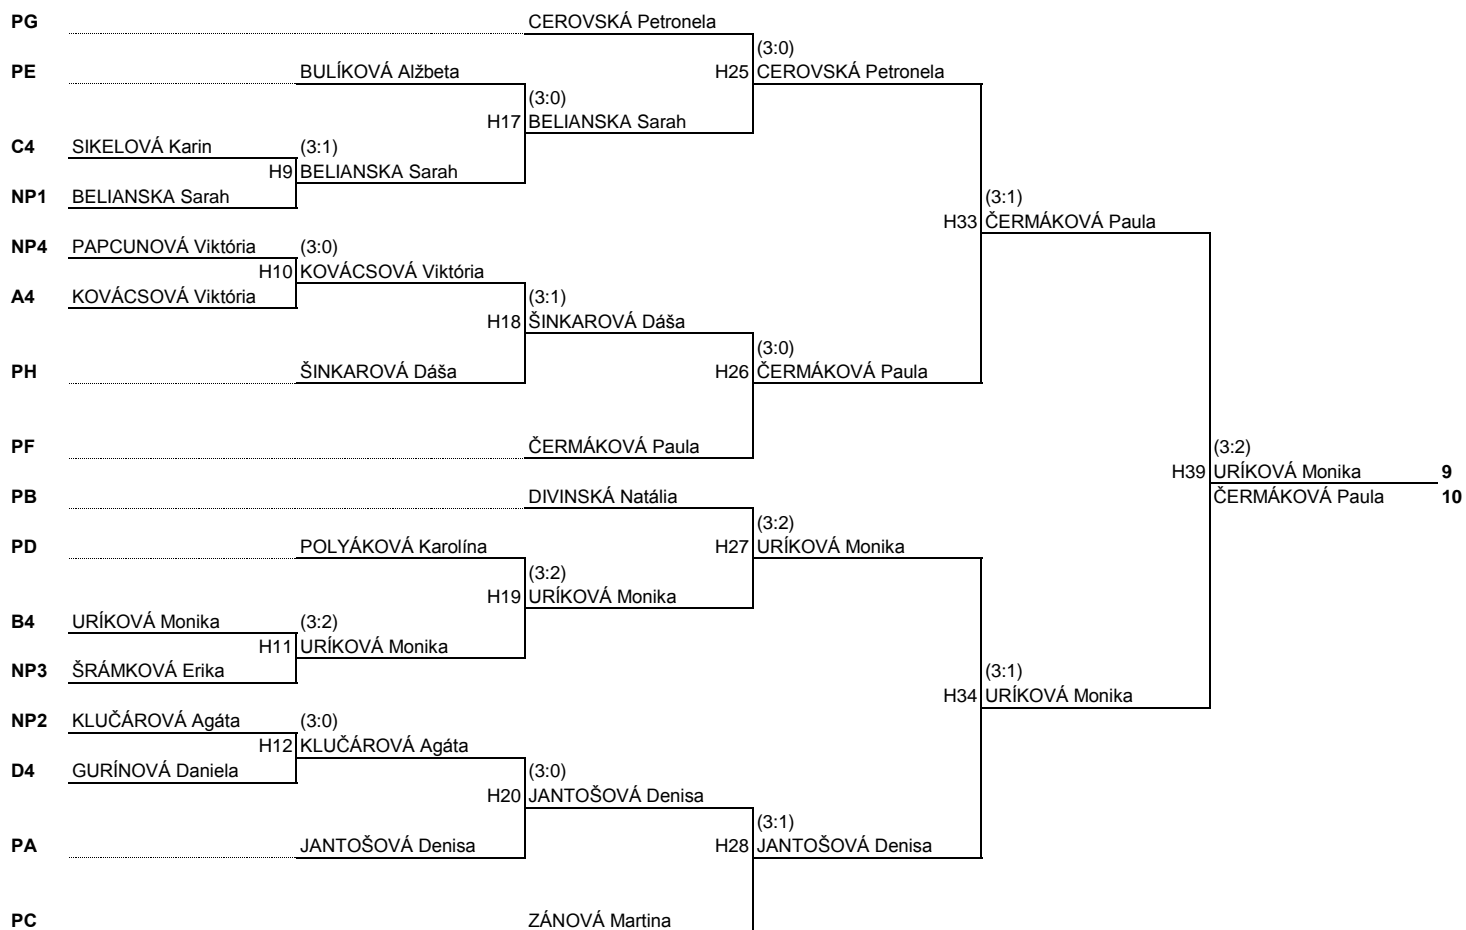 PG CEROVSKÁ Petronela
(3:0)
PE BULÍKOVÁ Alžbeta H25 CEROVSKÁ Petronela
(3:0)
H17 BELIANSKA Sarah
C4 SIKELOVÁ Karin (3:1)
H9 BELIANSKA Sarah
NP1 BELIANSKA Sarah (3:1)
H33 ČERMÁKOVÁ Paula
NP4 PAPCUNOVÁ Viktória (3:0)
H10 KOVÁCSOVÁ Viktória
A4 KOVÁCSOVÁ Viktória (3:1)
H18 ŠINKAROVÁ Dáša
(3:0)
PH ŠINKAROVÁ Dáša H26 ČERMÁKOVÁ Paula
PF ČERMÁKOVÁ Paula (3:2)
H39 URÍKOVÁ Monika 9
PB DIVINSKÁ Natália ČERMÁKOVÁ Paula 10
(3:2)
PD POLYÁKOVÁ Karolína H27 URÍKOVÁ Monika
(3:2)
H19 URÍKOVÁ Monika
B4 URÍKOVÁ Monika (3:2)
H11 URÍKOVÁ Monika
NP3 ŠRÁMKOVÁ Erika (3:1)
H34 URÍKOVÁ Monika
NP2 KLUČÁROVÁ Agáta (3:0)
H12 KLUČÁROVÁ Agáta
D4 GURÍNOVÁ Daniela (3:0)
H20 JANTOŠOVÁ Denisa
(3:1)
PA JANTOŠOVÁ Denisa H28 JANTOŠOVÁ Denisa
PC ZÁNOVÁ Martina